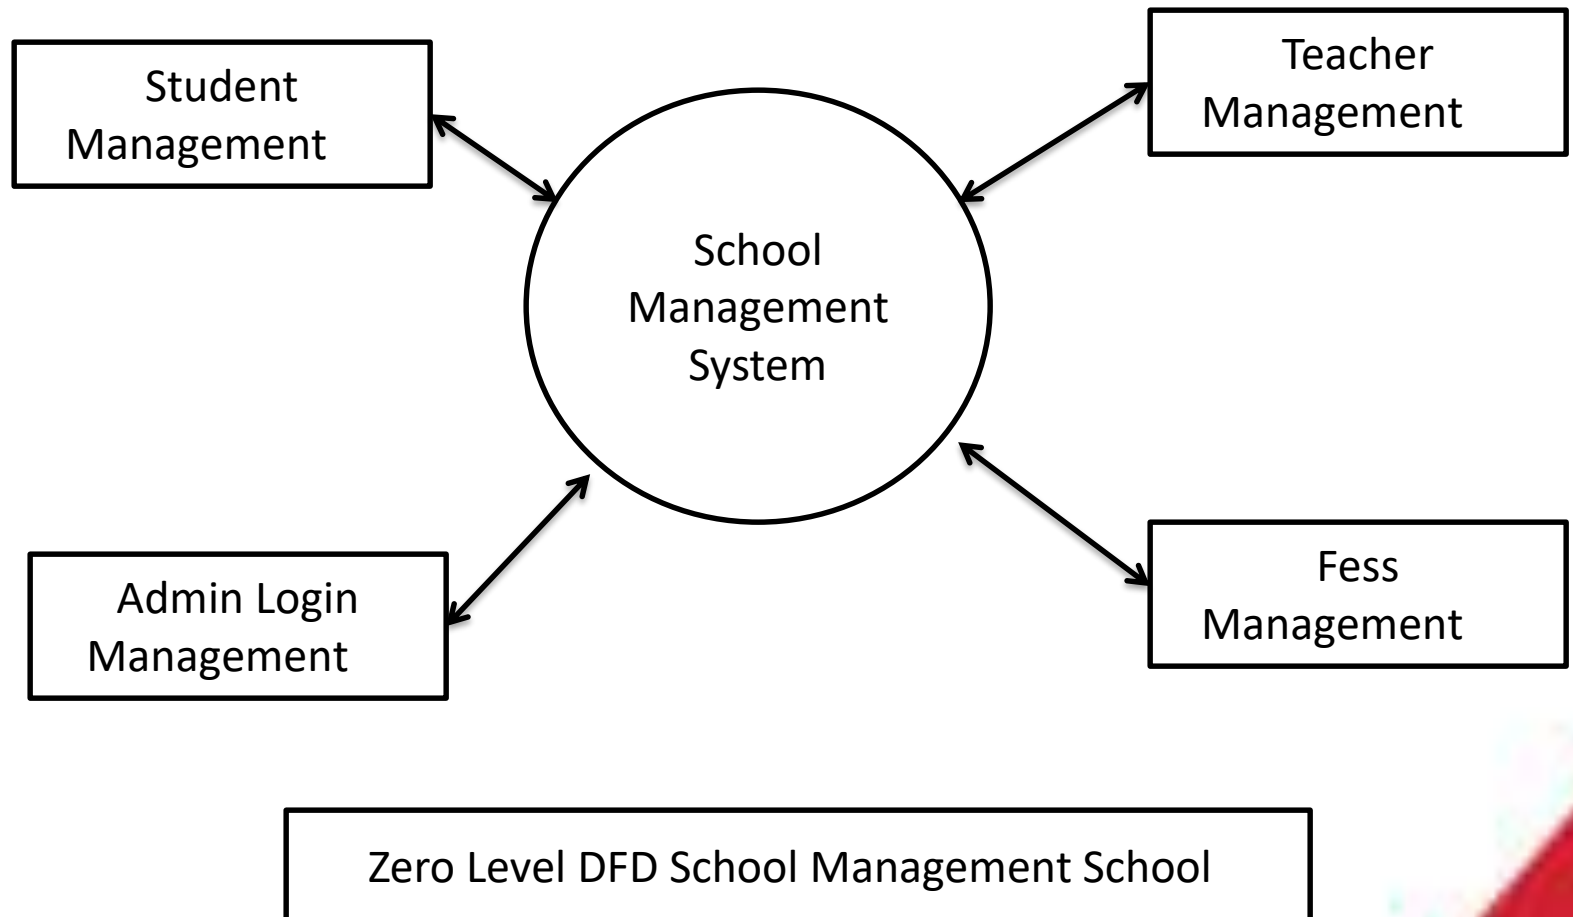 Student
Management
Teacher
Management
School
Management
System
Admin Login
Management
Fess
Management
Zero Level DFD School Management School